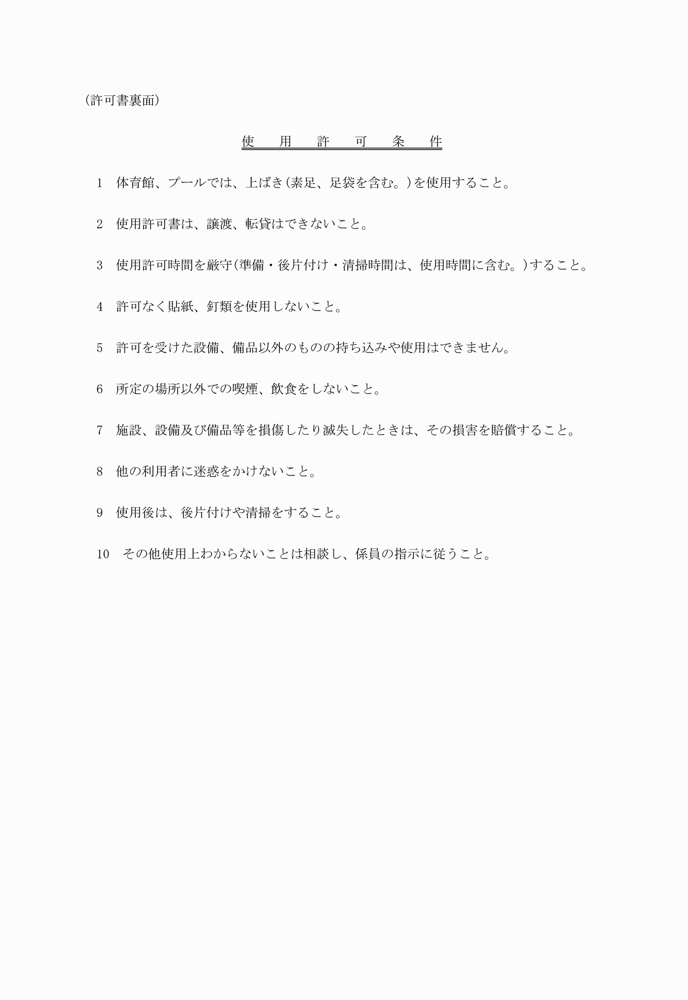 (許可書裏面)
使　用　許　可　条　件
1　体育館、プールでは、上ばき(素足、足袋を含む。)を使用すること。
2　使用許可書は、譲渡、転貸はできないこと。
3　使用許可時間を厳守(準備・後片付け・清掃時間は、使用時間に含む。)すること。
4　許可なく貼紙、釘類を使用しないこと。
5　許可を受けた設備、備品以外のものの持ち込みや使用はできません。
6　所定の場所以外での喫煙、飲食をしないこと。
7　施設、設備及び備品等を損傷したり滅失したときは、その損害を賠償すること。
8　他の利用者に迷惑をかけないこと。
9　使用後は、後片付けや清掃をすること。
10　その他使用上わからないことは相談し、係員の指示に従うこと。